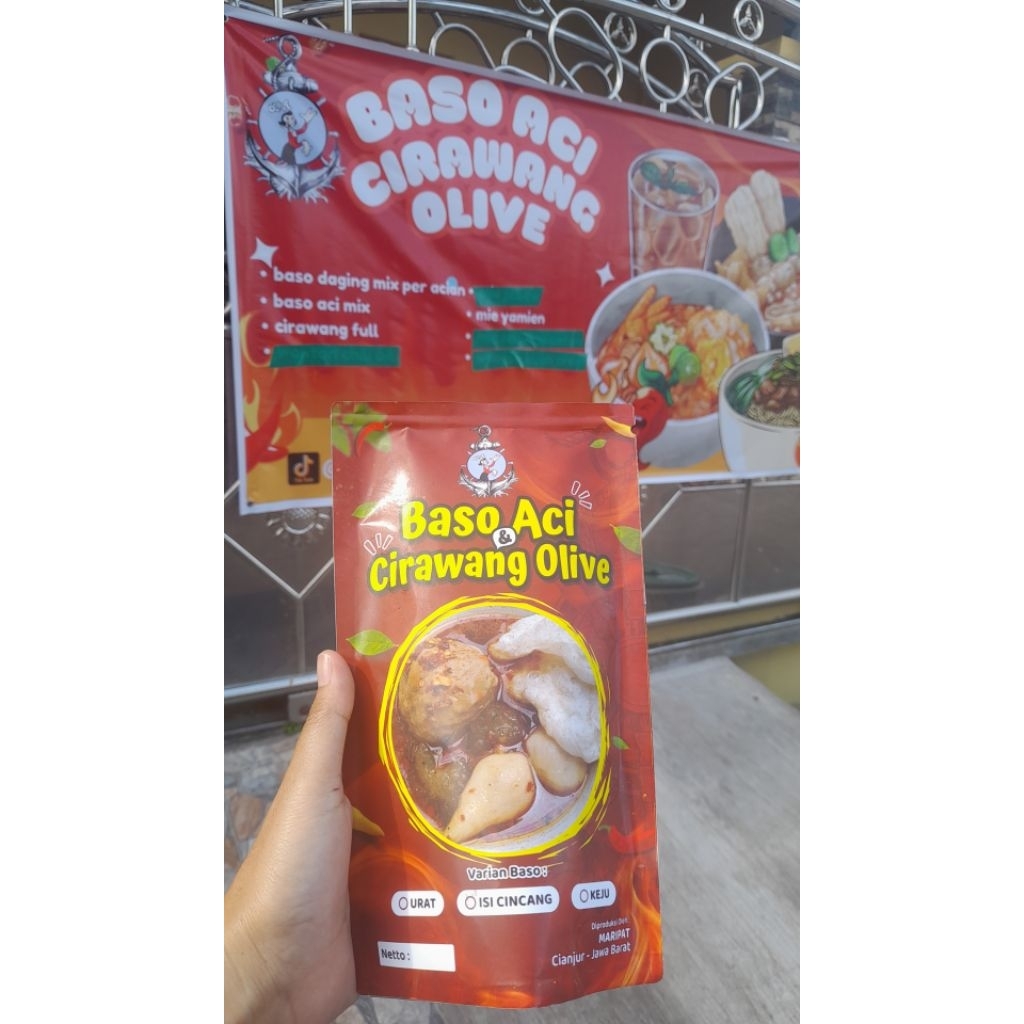 BASO ACI
CIRAWANG
OLIVE
• baso daging mix per acian
• baso aci mix
• cirawang full
• mie yamien
Baso Aci
&
Cirawang Olive
Varian Baso :
URAT
ISI CINCANG
KEJU
Netto :
Diproduksi Oleh:
MARIPAT
Cianjur - Jawa Barat